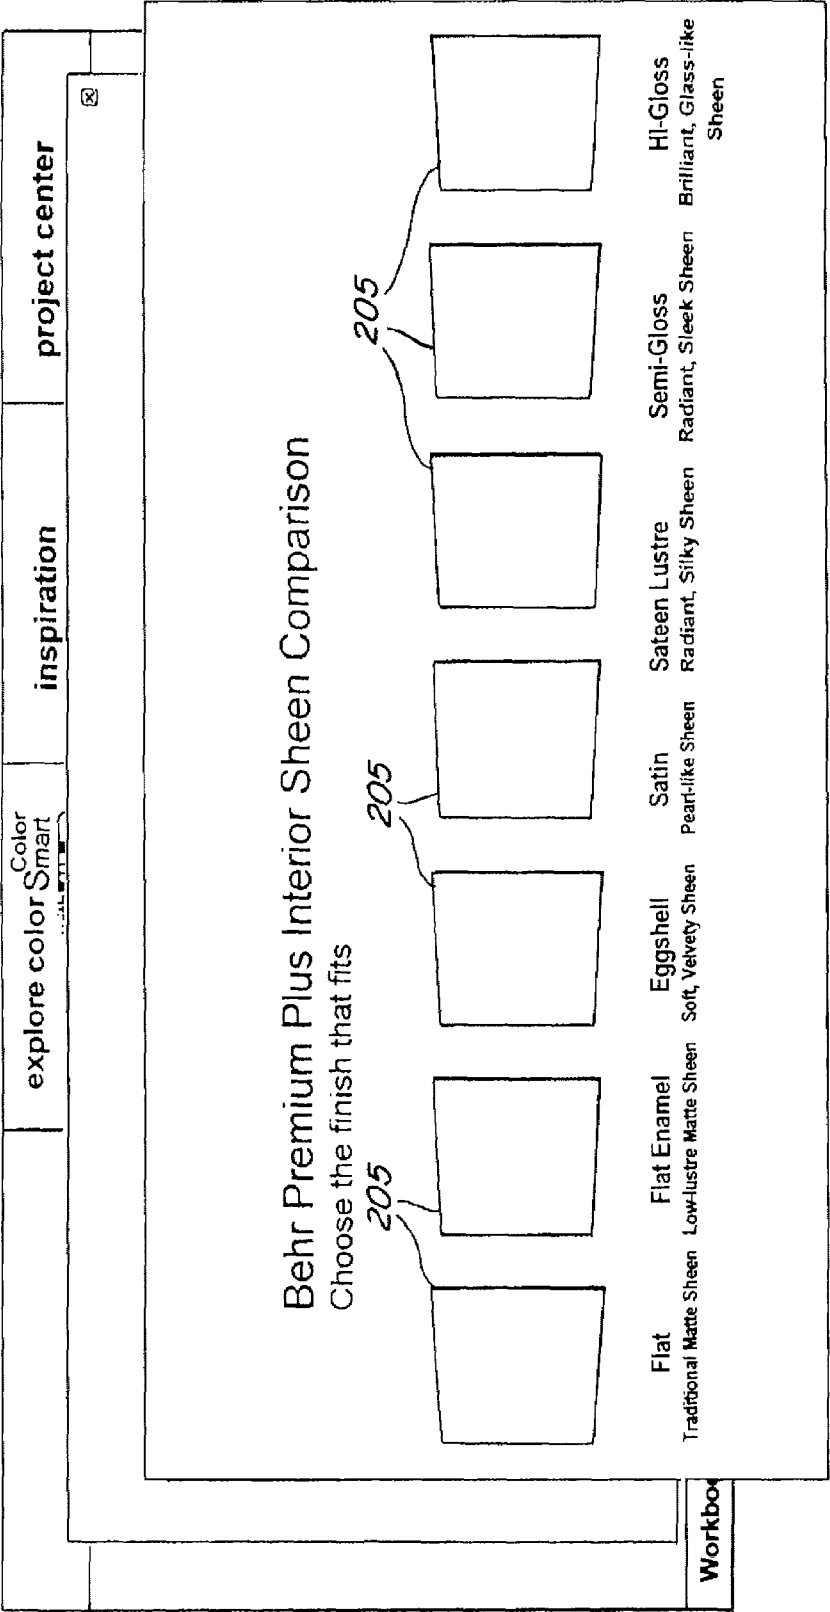 explore color Color
Smart
inspiration
project center
Behr Premium Plus Interior Sheen Comparison
Choose the finish that fits
205
205
205
Flat
Traditional Matte Sheen
Flat Enamel
Low-lustre Matte Sheen
Eggshell
Soft, Velvety Sheen
Satin
Pearl-like Sheen
Sateen Lustre
Radiant, Silky Sheen
Semi-Gloss
Radiant, Sleek Sheen
HI-Gloss
Brilliant, Glass-like
Sheen